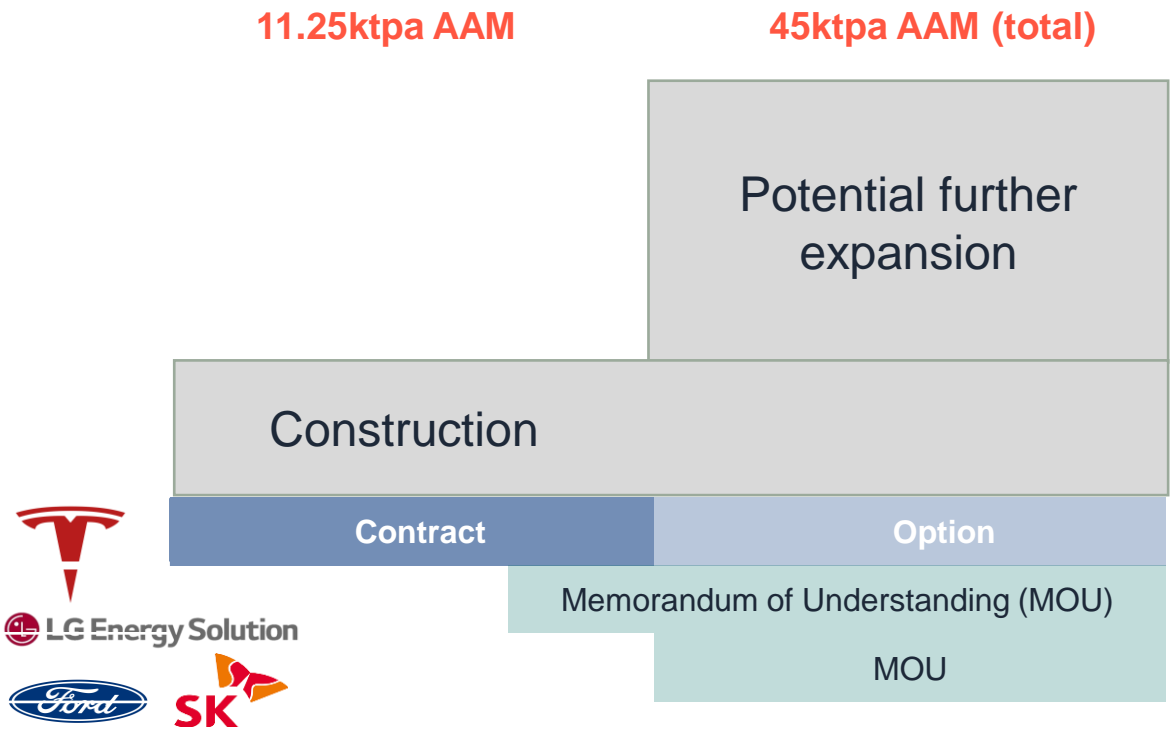 11.25ktpa AAM
45ktpa AAM (total)
Potential further
expansion
Construction
Contract
Option
Memorandum of Understanding (MOU)
LG LG Energy Solution
MOU
Ford
SK